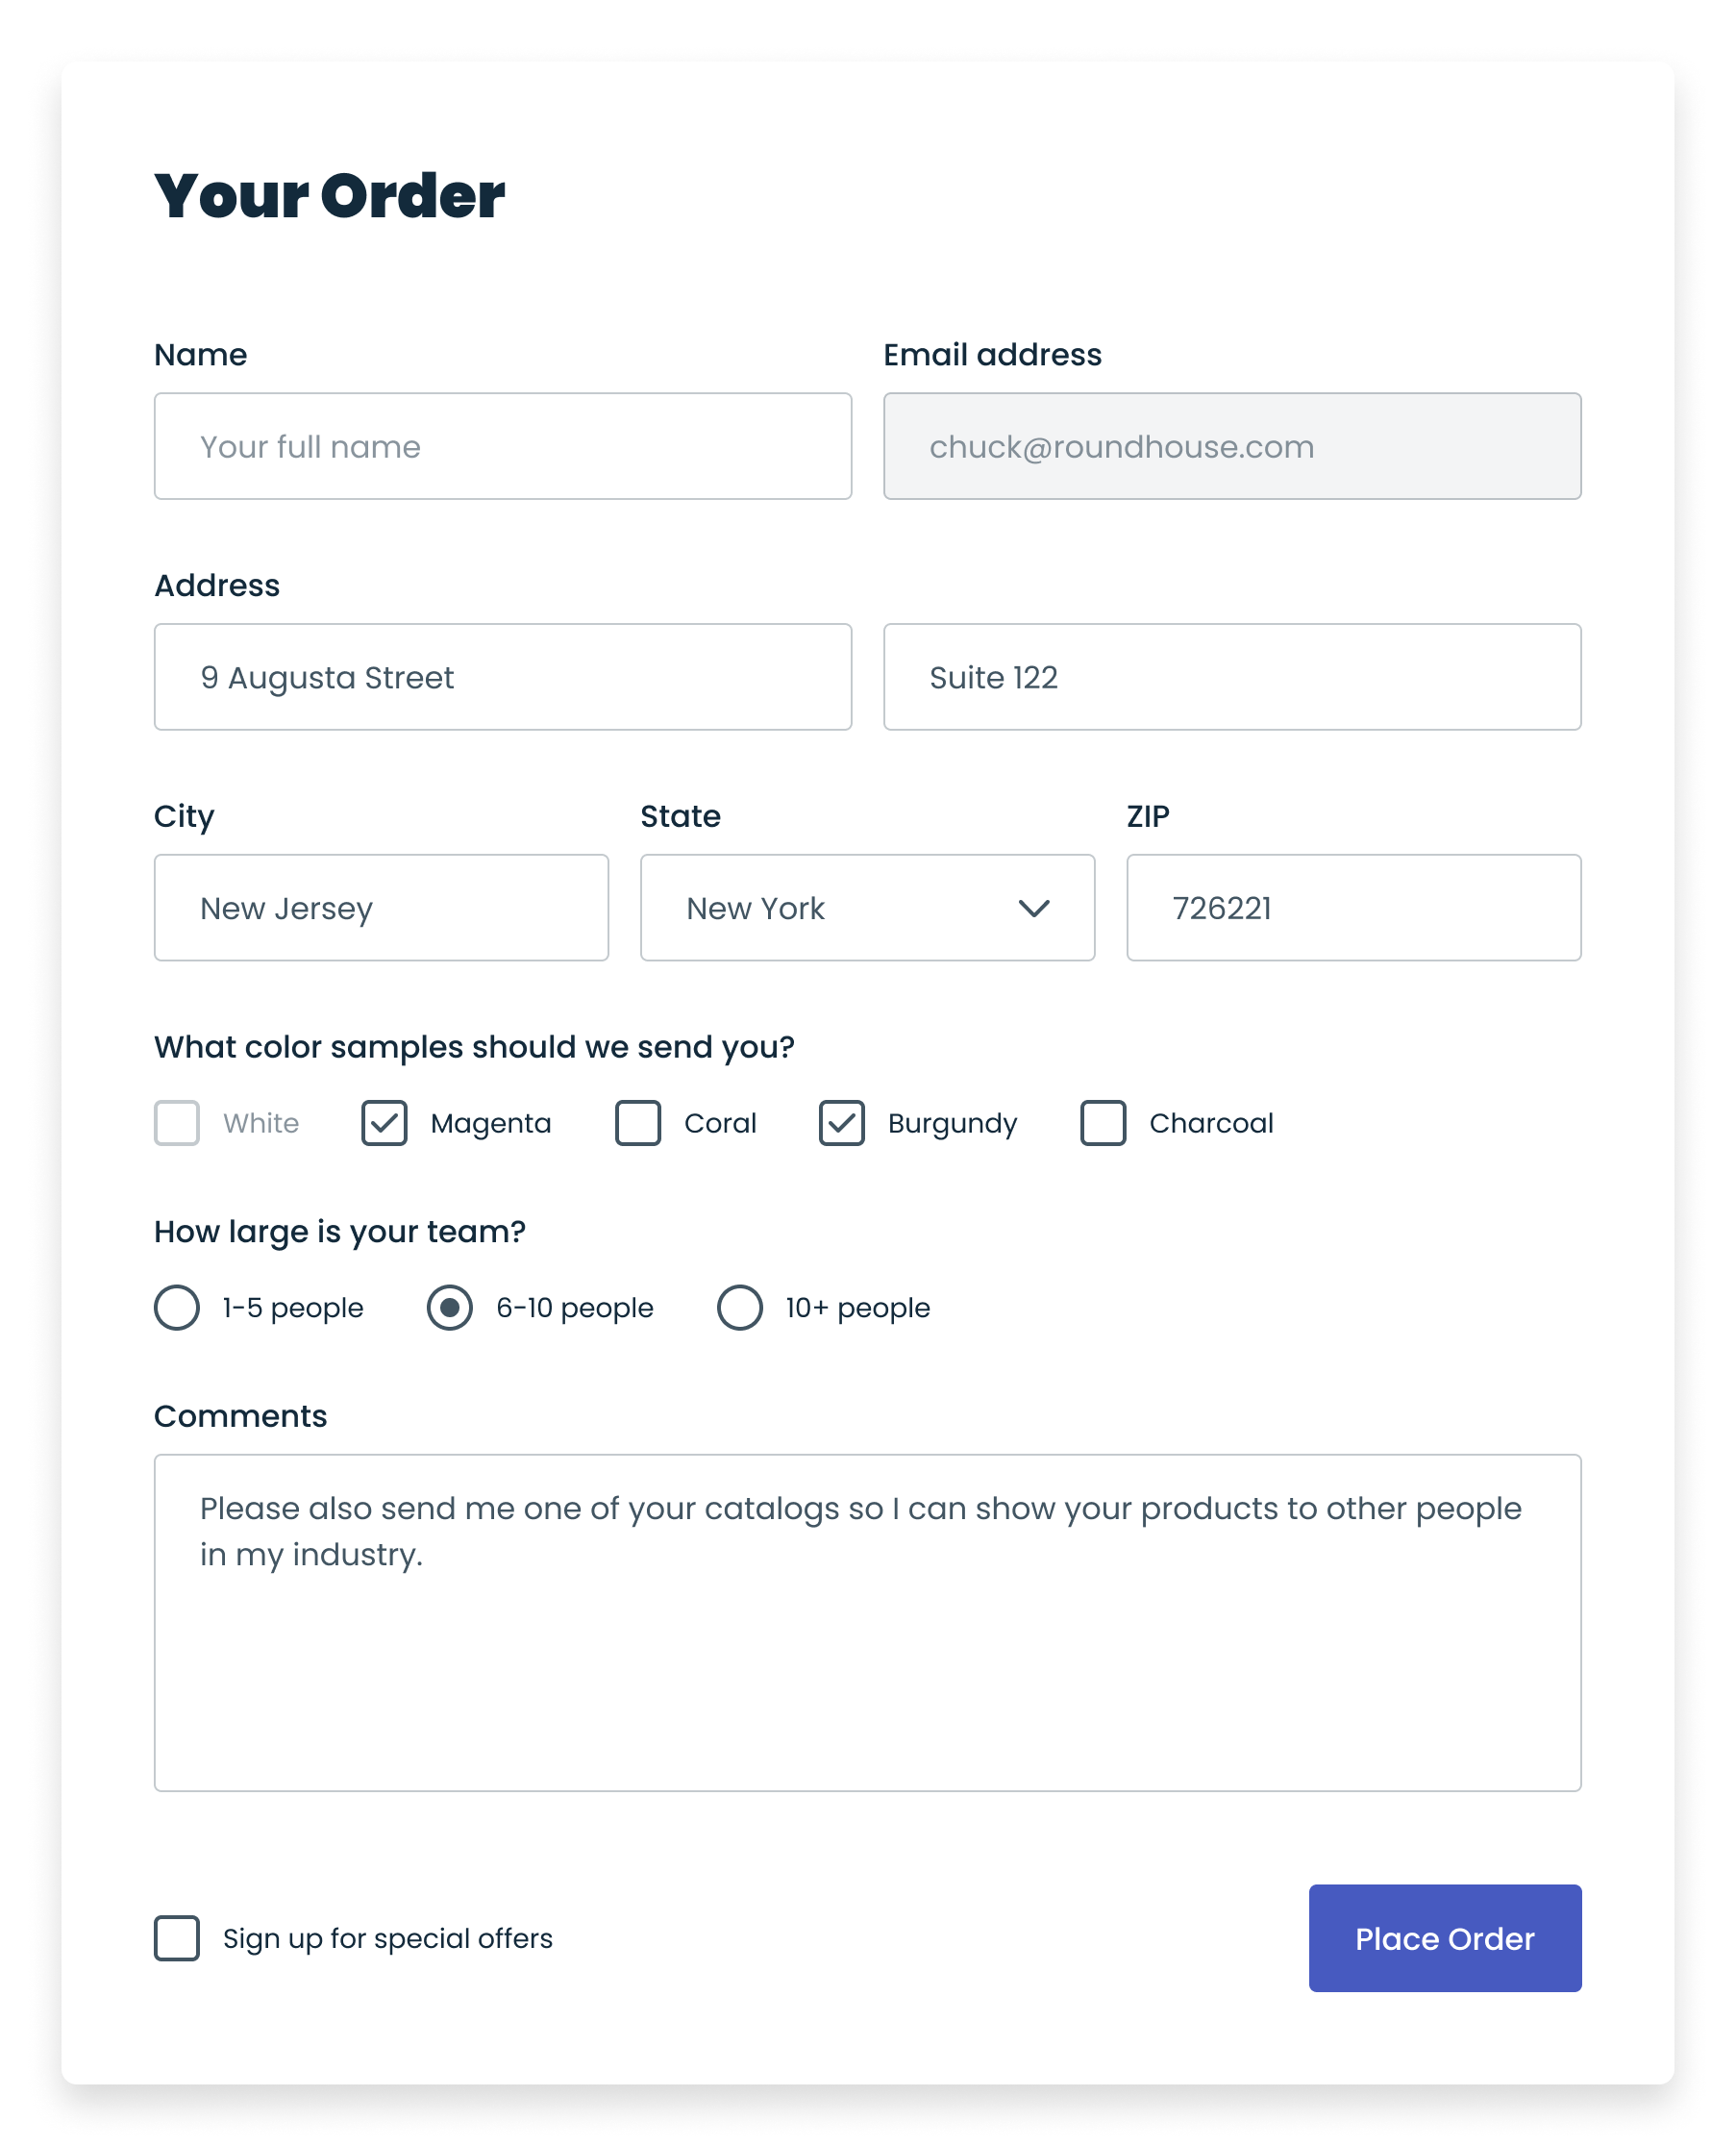 Your Order
Name
Email address
Your full name
chuck@roundhouse.com
Address
9 Augusta Street
Suite 122
City
State
ZIP
New Jersey
New York
726221
What color samples should we send you?
White
Magenta
Coral
Burgundy
Charcoal
How large is your team?
1-5 people
6-10 people
10+ people
Comments
Please also send me one of your catalogs so I can show your products to other people
in my industry.
Sign up for special offers
Place Order